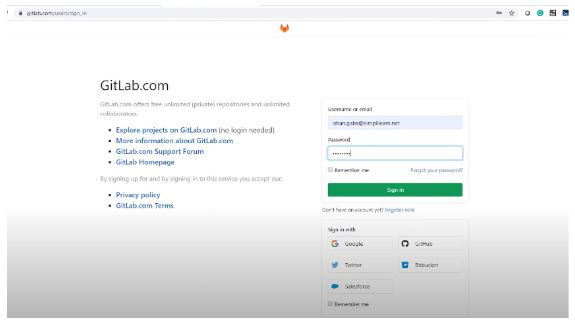 gitlab.com/users/sign_in
GitLab.com
GitLab.com offers free unlimited (private) repositories and unlimited
collaborators.
Explore projects on GitLab.com (no login needed)
More information about GitLab.com
GitLab.com Support Forum
GitLab Homepage
By signing up for and by signing in to this service you accept our:
Privacy policy
GitLab.com Terms.
Username or email
Password
Remember me
Forgot your password?
Sign in
Don't have an account yet? Register now
Sign in with
Google
GitHub
Twitter
Bitbucket
Salesforce
Remember me